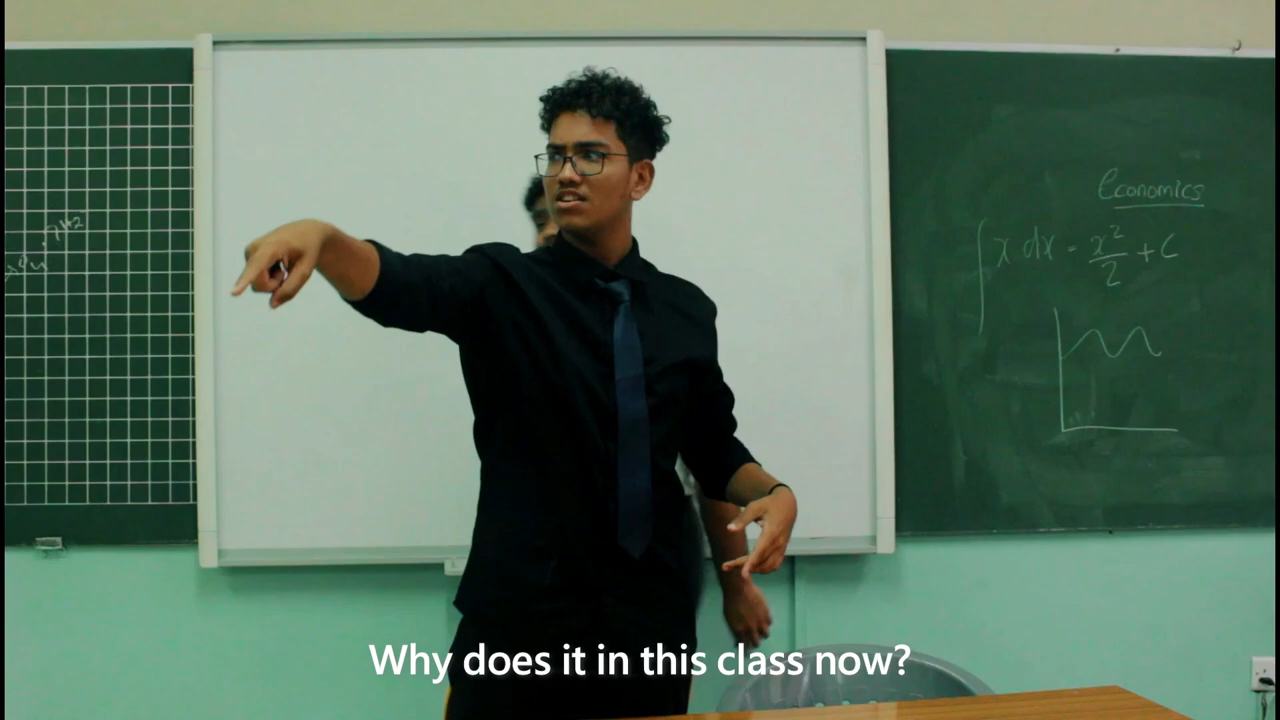 Economics
∫ x dx = x²/2 + C
Why does it in this class now?